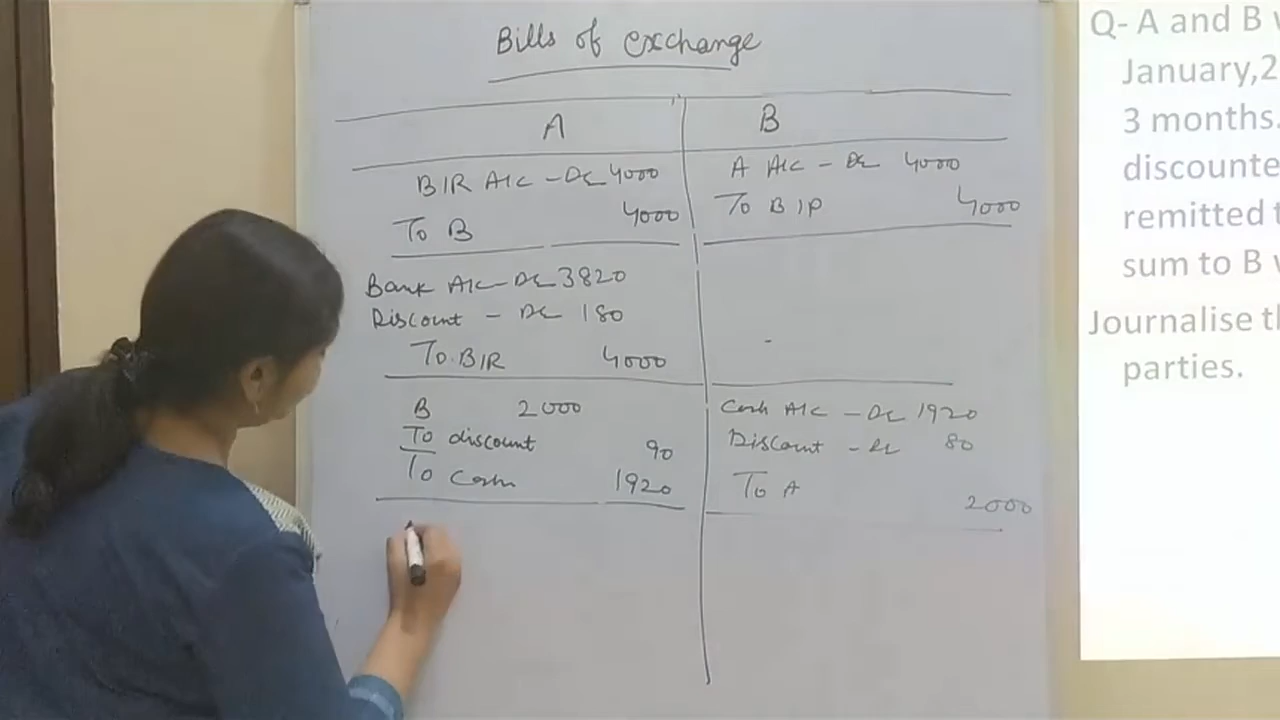 Bills of exchange
A
B
B/R A/c - Dr 4000
To B 4000
Bank A/c - Dr 3820
Discount - Dr 180
To B/R 4000
B 2000
To discount 90
To Cash 1920
A A/c - Dr 4000
To B/P 4000
Cash A/c - Dr 1920
Discount - Dr 80
To A 2000
Q- A and B
January,2
3 months.
discounte
remitted t
sum to B
Journalise th
parties.